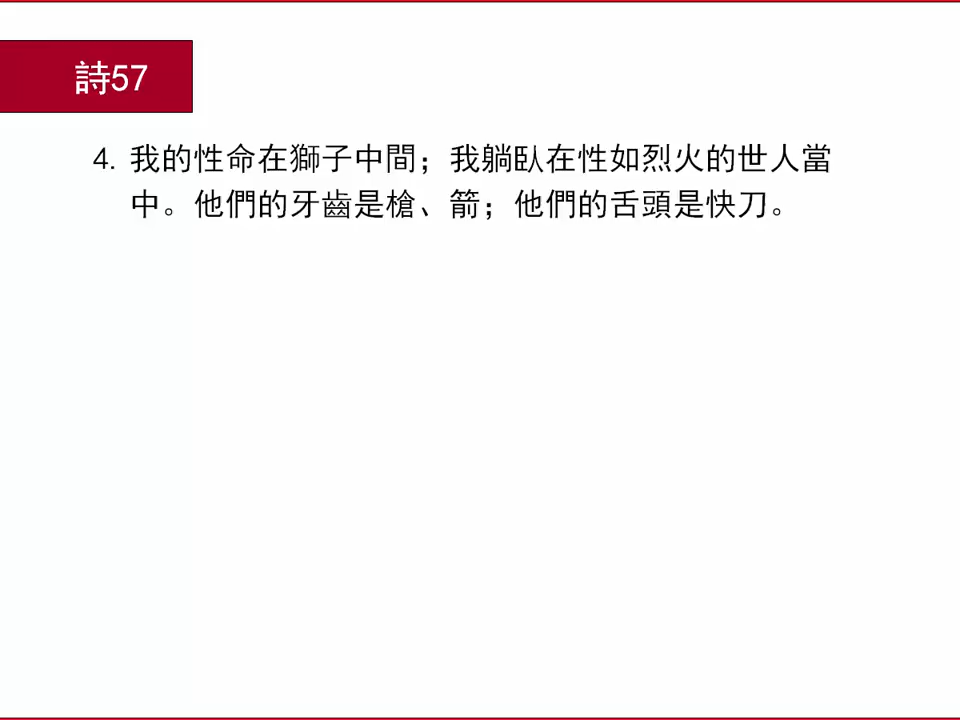 詩57
4. 我的性命在獅子中間；我躺臥在性如烈火的世人當
中。他們的牙齒是槍、箭；他們的舌頭是快刀。